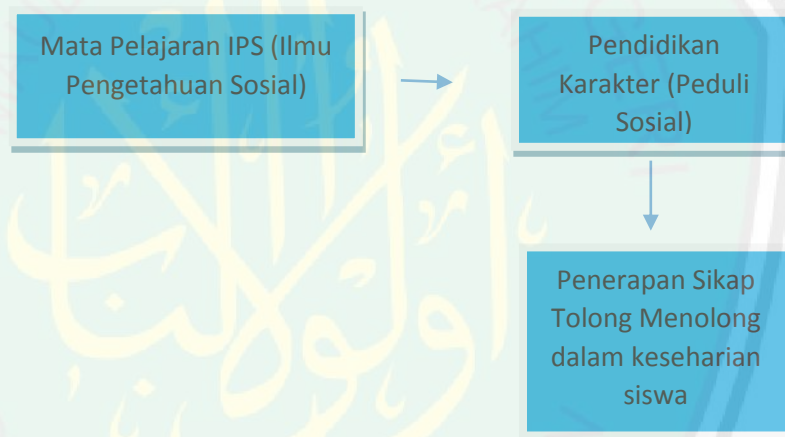 Mata Pelajaran IPS (Ilmu
Pengetahuan Sosial)
Pendidikan
Karakter (Peduli
Sosial)
Penerapan Sikap
Tolong Menolong
dalam keseharian
siswa